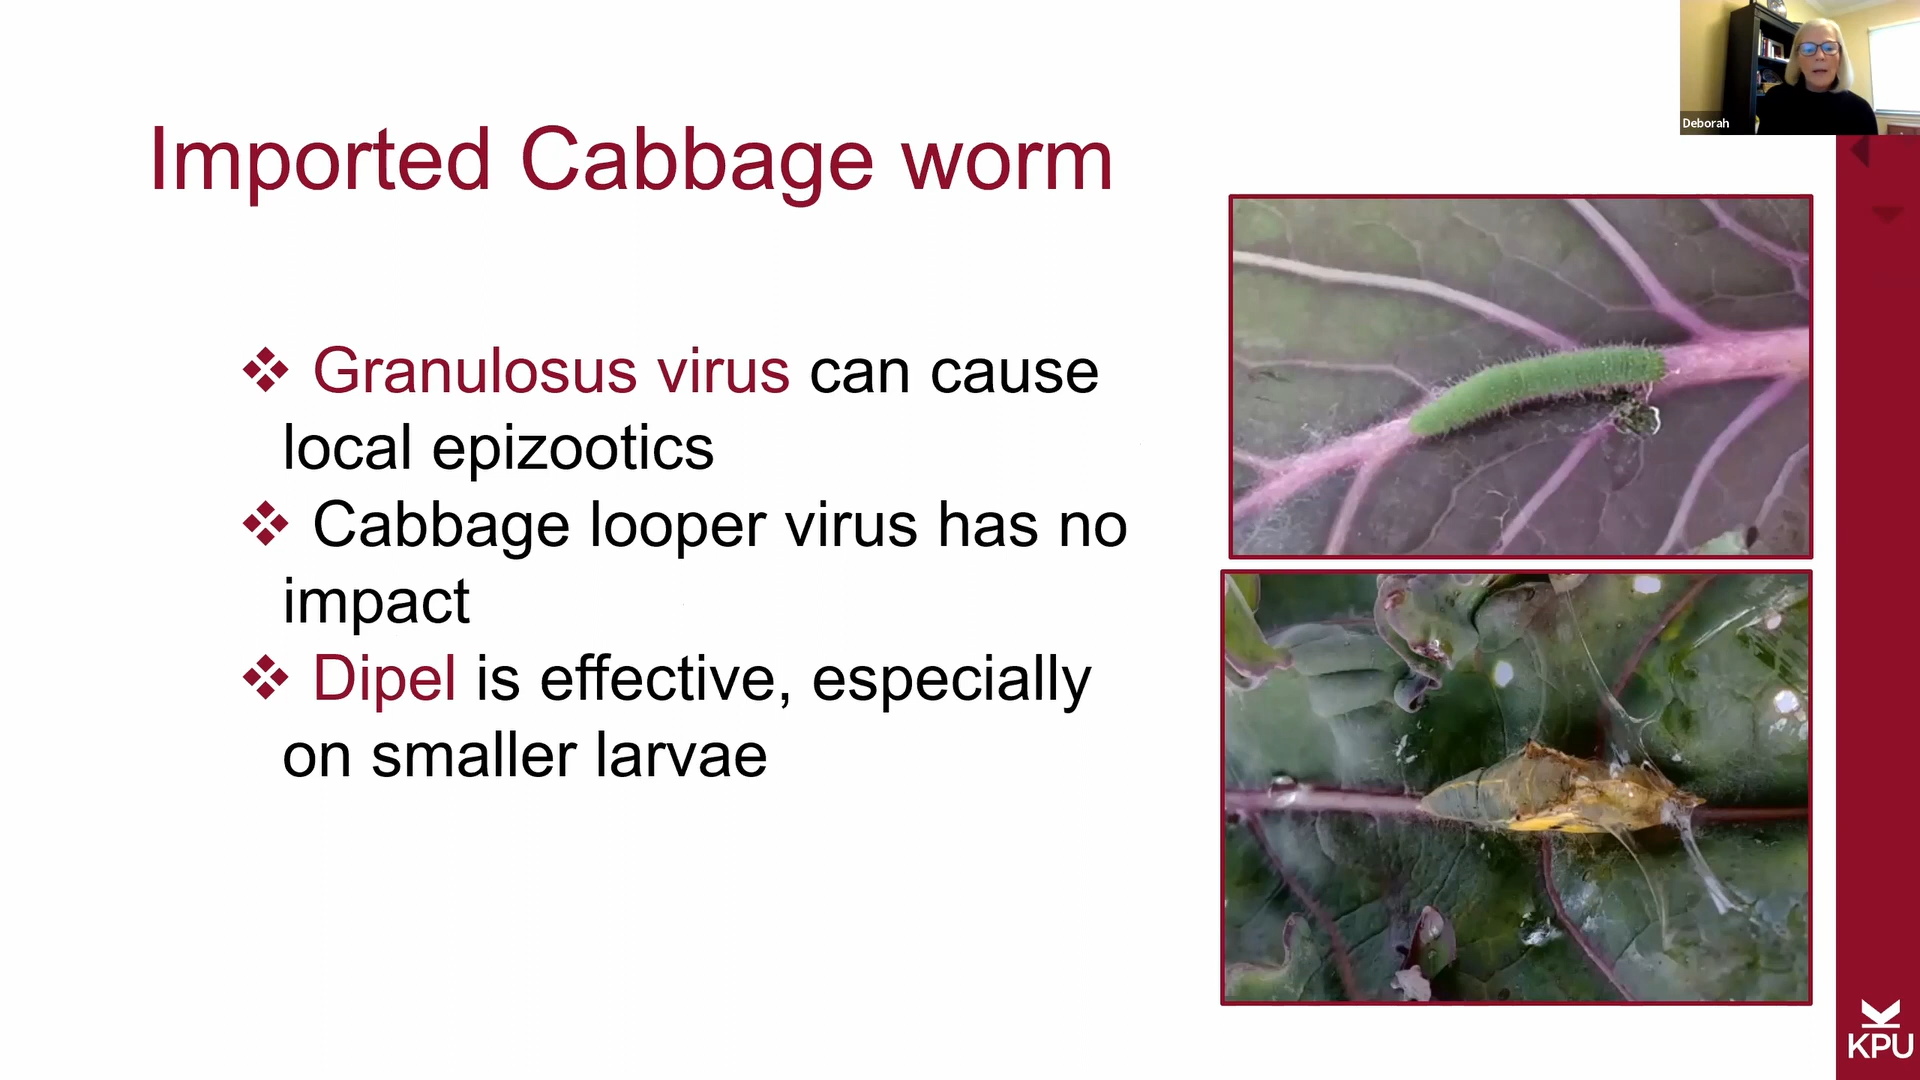 Deborah
Imported Cabbage worm
❖ Granulosus virus can cause
local epizootics
❖ Cabbage looper virus has no
impact
❖ Dipel is effective, especially
on smaller larvae
KPU